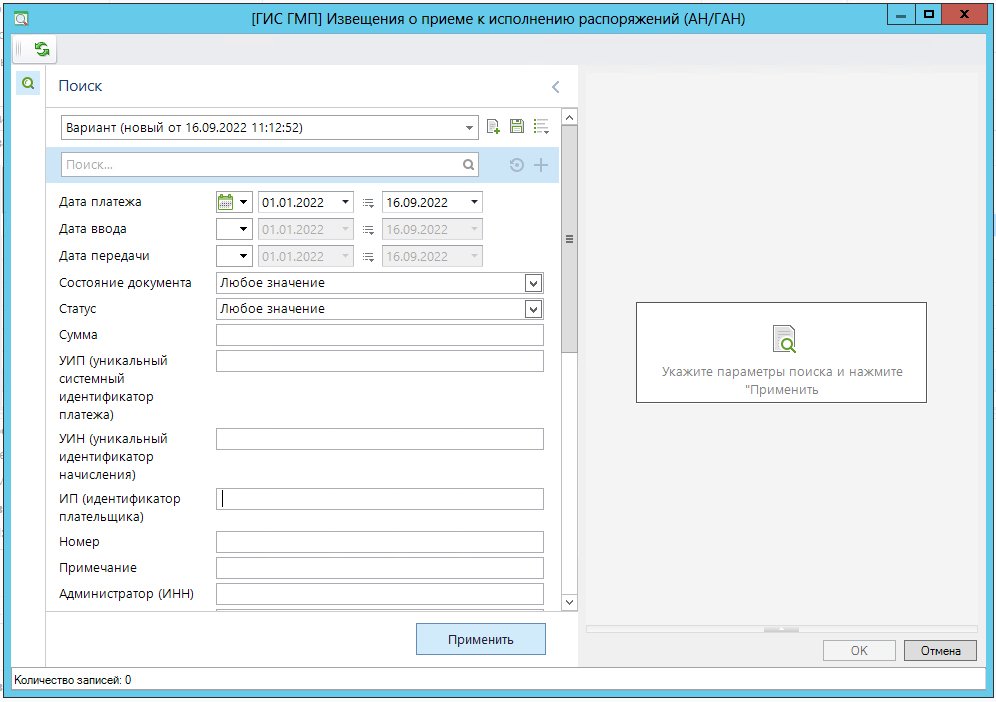 [ГИС ГМП] Извещения о приеме к исполнению распоряжений (АН/ГАН)
Поиск
Вариант (новый от 16.09.2022 11:12:52)
Поиск...
Дата платежа 01.01.2022 16.09.2022
Дата ввода 01.01.2022 16.09.2022
Дата передачи 01.01.2022 16.09.2022
Состояние документа Любое значение
Статус Любое значение
Сумма
УИП (уникальный
системный
идентификатор
платежа)
УИН (уникальный
идентификатор
начисления)
ИП (идентификатор
плательщика)
Номер
Примечание
Администратор (ИНН)
Применить
Укажите параметры поиска и нажмите
"Применить
OK Отмена
Количество записей: 0